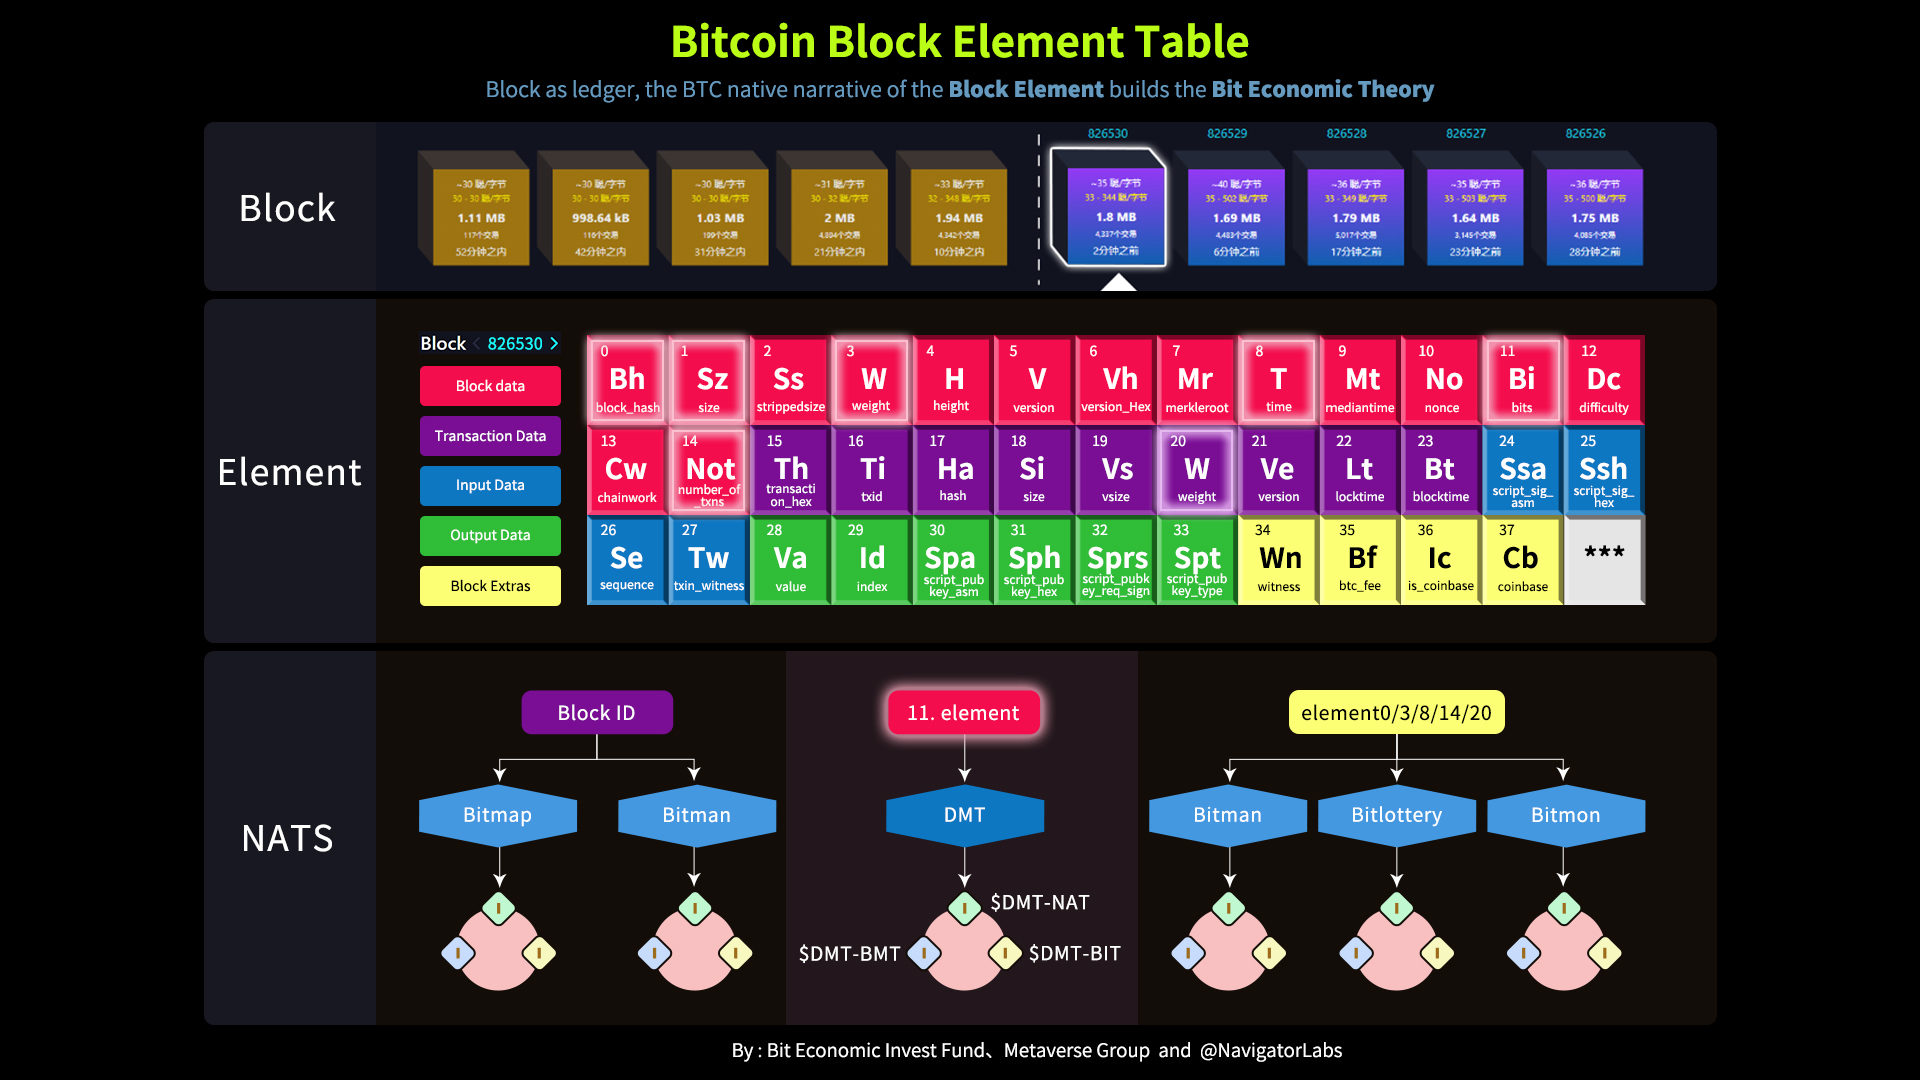 Bitcoin Block Element Table
Block as ledger, the BTC native narrative of the Block Element builds the Bit Economic Theory
Block
~30 聪/字节
30 - 30 聪/字节
1.11 MB
117个交易
52分钟之内
~30 聪/字节
30 - 30 聪/字节
998.64 kB
116个交易
42分钟之内
~30 聪/字节
30 - 30 聪/字节
1.03 MB
199个交易
31分钟之内
~31 聪/字节
30 - 32 聪/字节
2 MB
4,804个交易
21分钟之内
~33 聪/字节
32 - 348 聪/字节
1.94 MB
4,342个交易
10分钟之内
826530
~35 聪/字节
33 - 344 聪/字节
1.8 MB
4,337个交易
2分钟之前
826529
~40 聪/字节
35 - 502 聪/字节
1.69 MB
4,483个交易
6分钟之前
826528
~36 聪/字节
33 - 349 聪/字节
1.79 MB
5,017个交易
17分钟之前
826527
~35 聪/字节
33 - 503 聪/字节
1.64 MB
3,145个交易
23分钟之前
826526
~36 聪/字节
35 - 500 聪/字节
1.75 MB
4,085个交易
28分钟之前
Element
Block < 826530 >
Block data
Transaction Data
Input Data
Output Data
Block Extras
0
Bh
block_hash
1
Sz
size
2
Ss
strippedsize
3
W
weight
4
H
height
5
V
version
6
Vh
version_Hex
7
Mr
merkleroot
8
T
time
9
Mt
mediantime
10
No
nonce
11
Bi
bits
12
Dc
difficulty
13
Cw
chainwork
14
Not
number_of
_txns
15
Th
transacti
on_hex
16
Ti
txid
17
Ha
hash
18
Si
size
19
Vs
vsize
20
W
weight
21
Ve
version
22
Lt
locktime
23
Bt
blocktime
24
Ssa
script_sig_
asm
25
Ssh
script_sig_
hex
26
Se
sequence
27
Tw
txin_witness
28
Va
value
29
Id
index
30
Spa
script_pub
key_asm
31
Sph
script_pub
key_hex
32
Sprs
script_pubk
ey_req_sign
33
Spt
script_pub
key_type
34
Wn
witness
35
Bf
btc_fee
36
Ic
is_coinbase
37
Cb
coinbase
***
NATS
Block ID
Bitmap
Bitman
11. element
DMT
$DMT-NAT
$DMT-BMT
$DMT-BIT
element0/3/8/14/20
Bitman
Bitlottery
Bitmon
By : Bit Economic Invest Fund、Metaverse Group and @NavigatorLabs